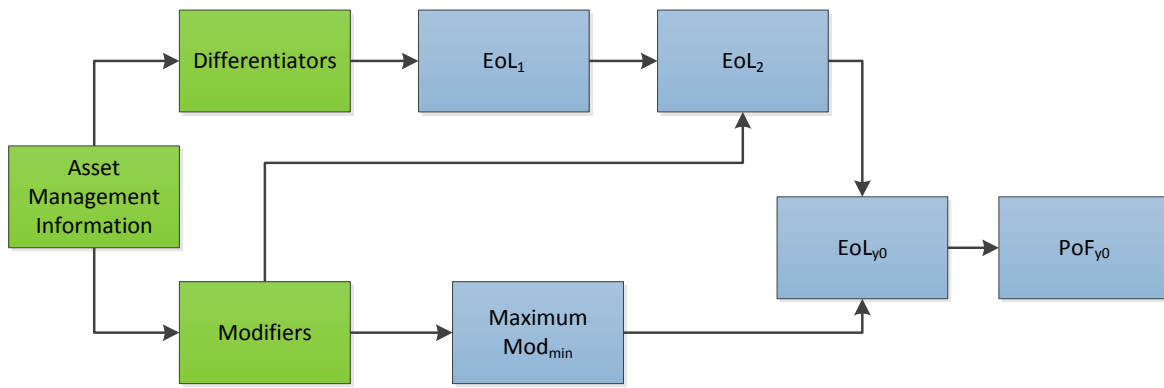 Differentiators
EoL₁
EoL₂
Asset
Management
Information
EoLy0
PoFy0
Modifiers
Maximum
Modmin